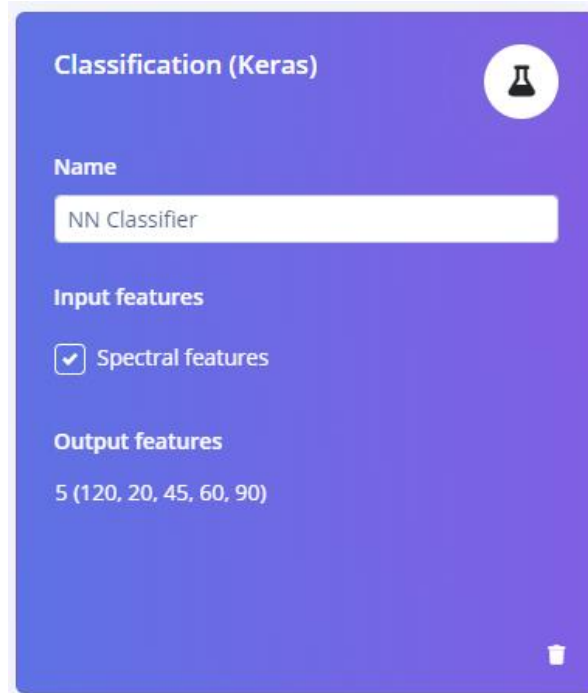 Classification (Keras)
Name
NN Classifier
Input features
Spectral features
Output features
5 (120, 20, 45, 60, 90)